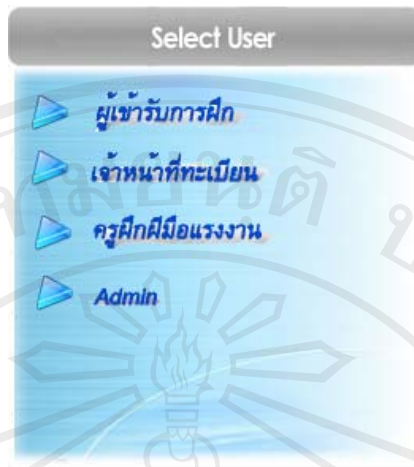 Select User
ผู้เข้ารับการฝึก
เจ้าหน้าที่ทะเบียน
ครูฝึกฝีมือแรงงาน
Admin